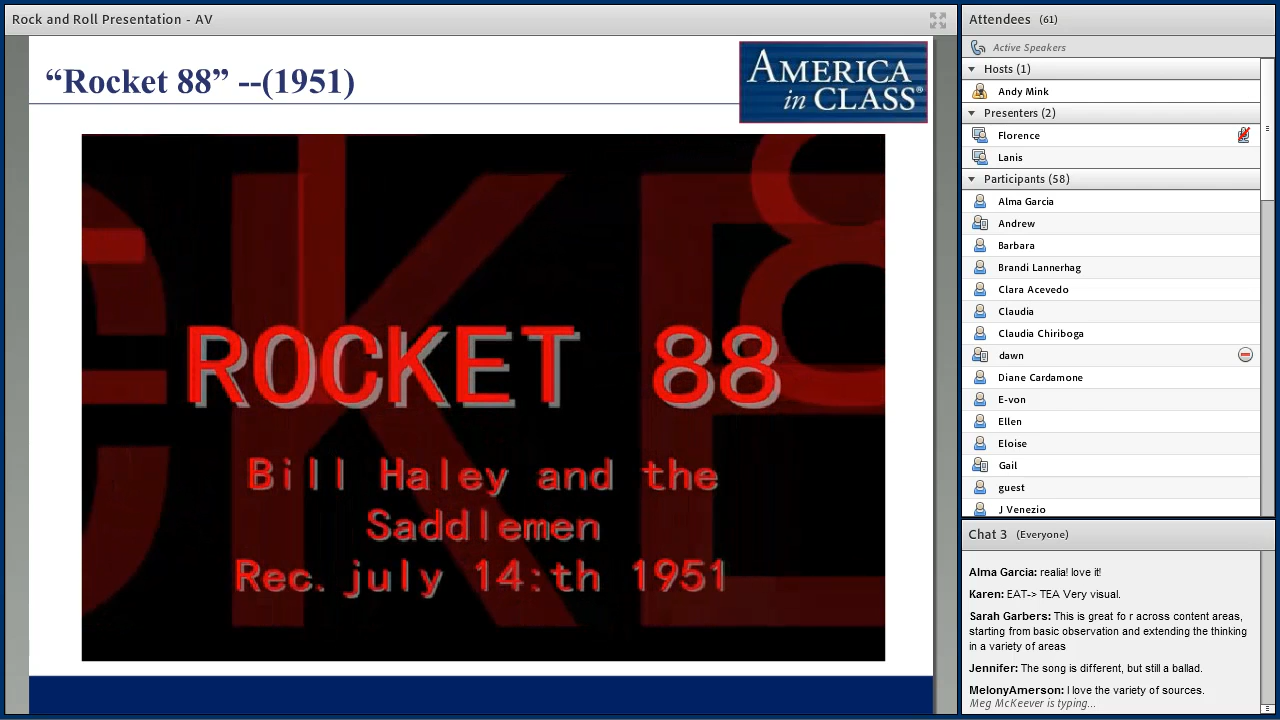 Rock and Roll Presentation - AV
“Rocket 88” --(1951)
AMERICA
in CLASS®
ROCKET 88
Bill Haley and the
Saddlemen
Rec. july 14:th 1951
Attendees (61)
Active Speakers
Hosts (1)
Andy Mink
Presenters (2)
Florence
Lanis
Participants (58)
Alma Garcia
Andrew
Barbara
Brandi Lannerhag
Clara Acevedo
Claudia
Claudia Chiriboga
dawn
Diane Cardamone
E-von
Ellen
Eloise
Gail
guest
J Venezio
Chat 3 (Everyone)
Alma Garcia: realia! love it!
Karen: EAT-> TEA Very visual.
Sarah Garbers: This is great fo r across content areas,
starting from basic observation and extending the thinking
in a variety of areas
Jennifer: The song is different, but still a ballad.
MelonyAmerson: I love the variety of sources.
Meg McKeever is typing...